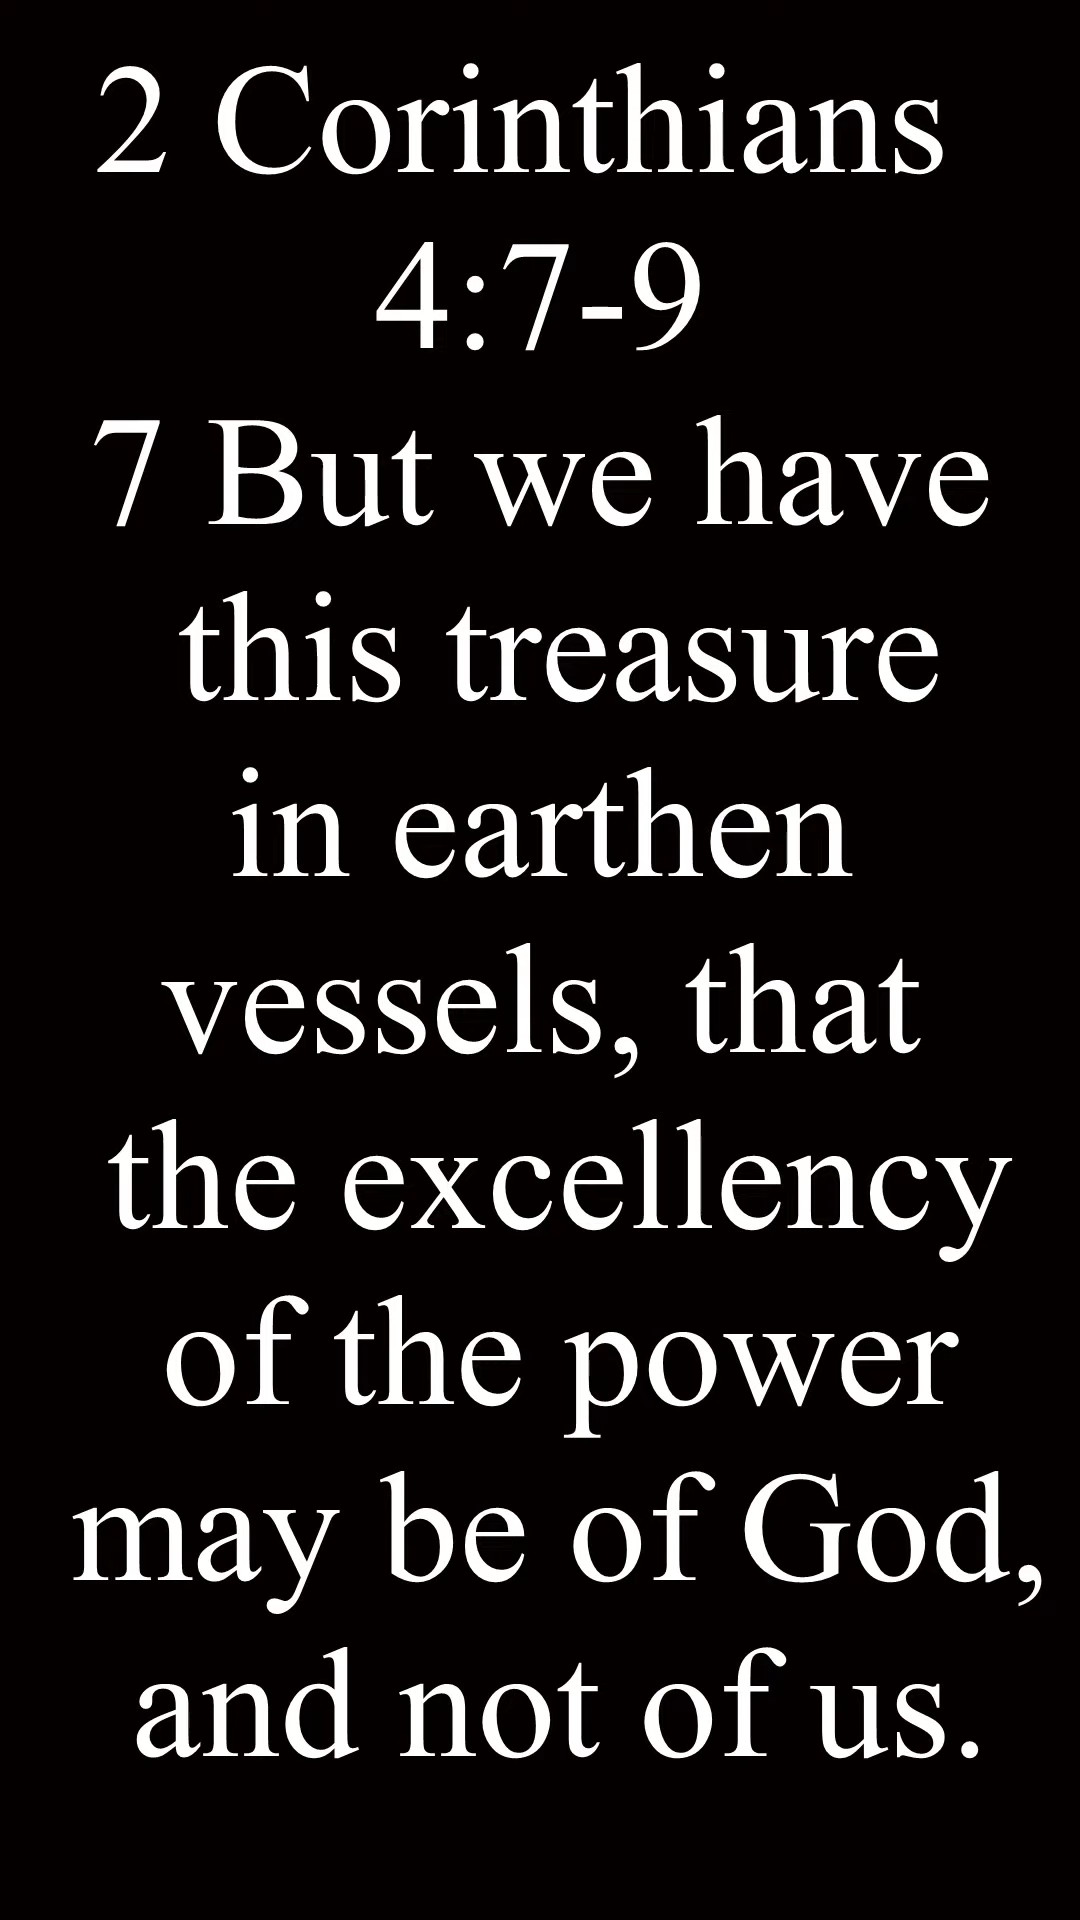 2 Corinthians
4:7-9
7 But we have
this treasure
in earthen
vessels, that
the excellency
of the power
may be of God,
and not of us.